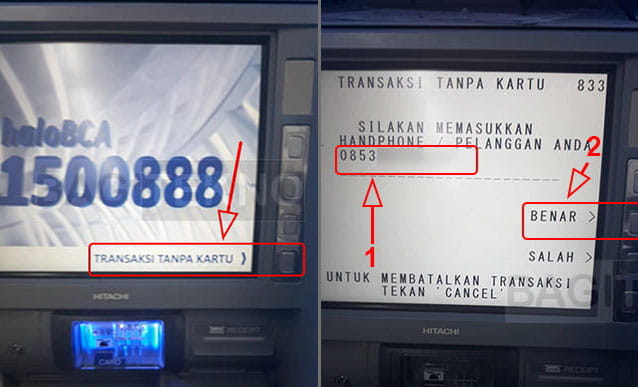 haloBCA
1500888
TRANSAKSI TANPA KARTU ⟩
HITACHI
CARD
RECEIPT
TRANSAKSI TANPA KARTU 833
SILAKAN MEMASUKKAN
HANDPHONE / PELANGGAN ANDA
0853
1
2
BENAR >
SALAH >
UNTUK MEMBATALKAN TRANSAKSI
TEKAN 'CANCEL'
BAGI
HITACHI
RECEIPT